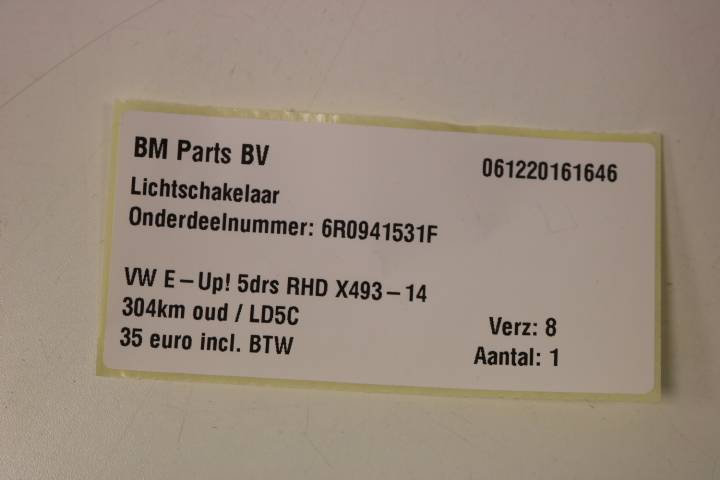 BM Parts BV
061220161646
Lichtschakelaar
Onderdeelnummer: 6R0941531F
VW E-Up! 5drs RHD X493-14
304km oud / LD5C
Verz: 8
35 euro incl. BTW
Aantal: 1